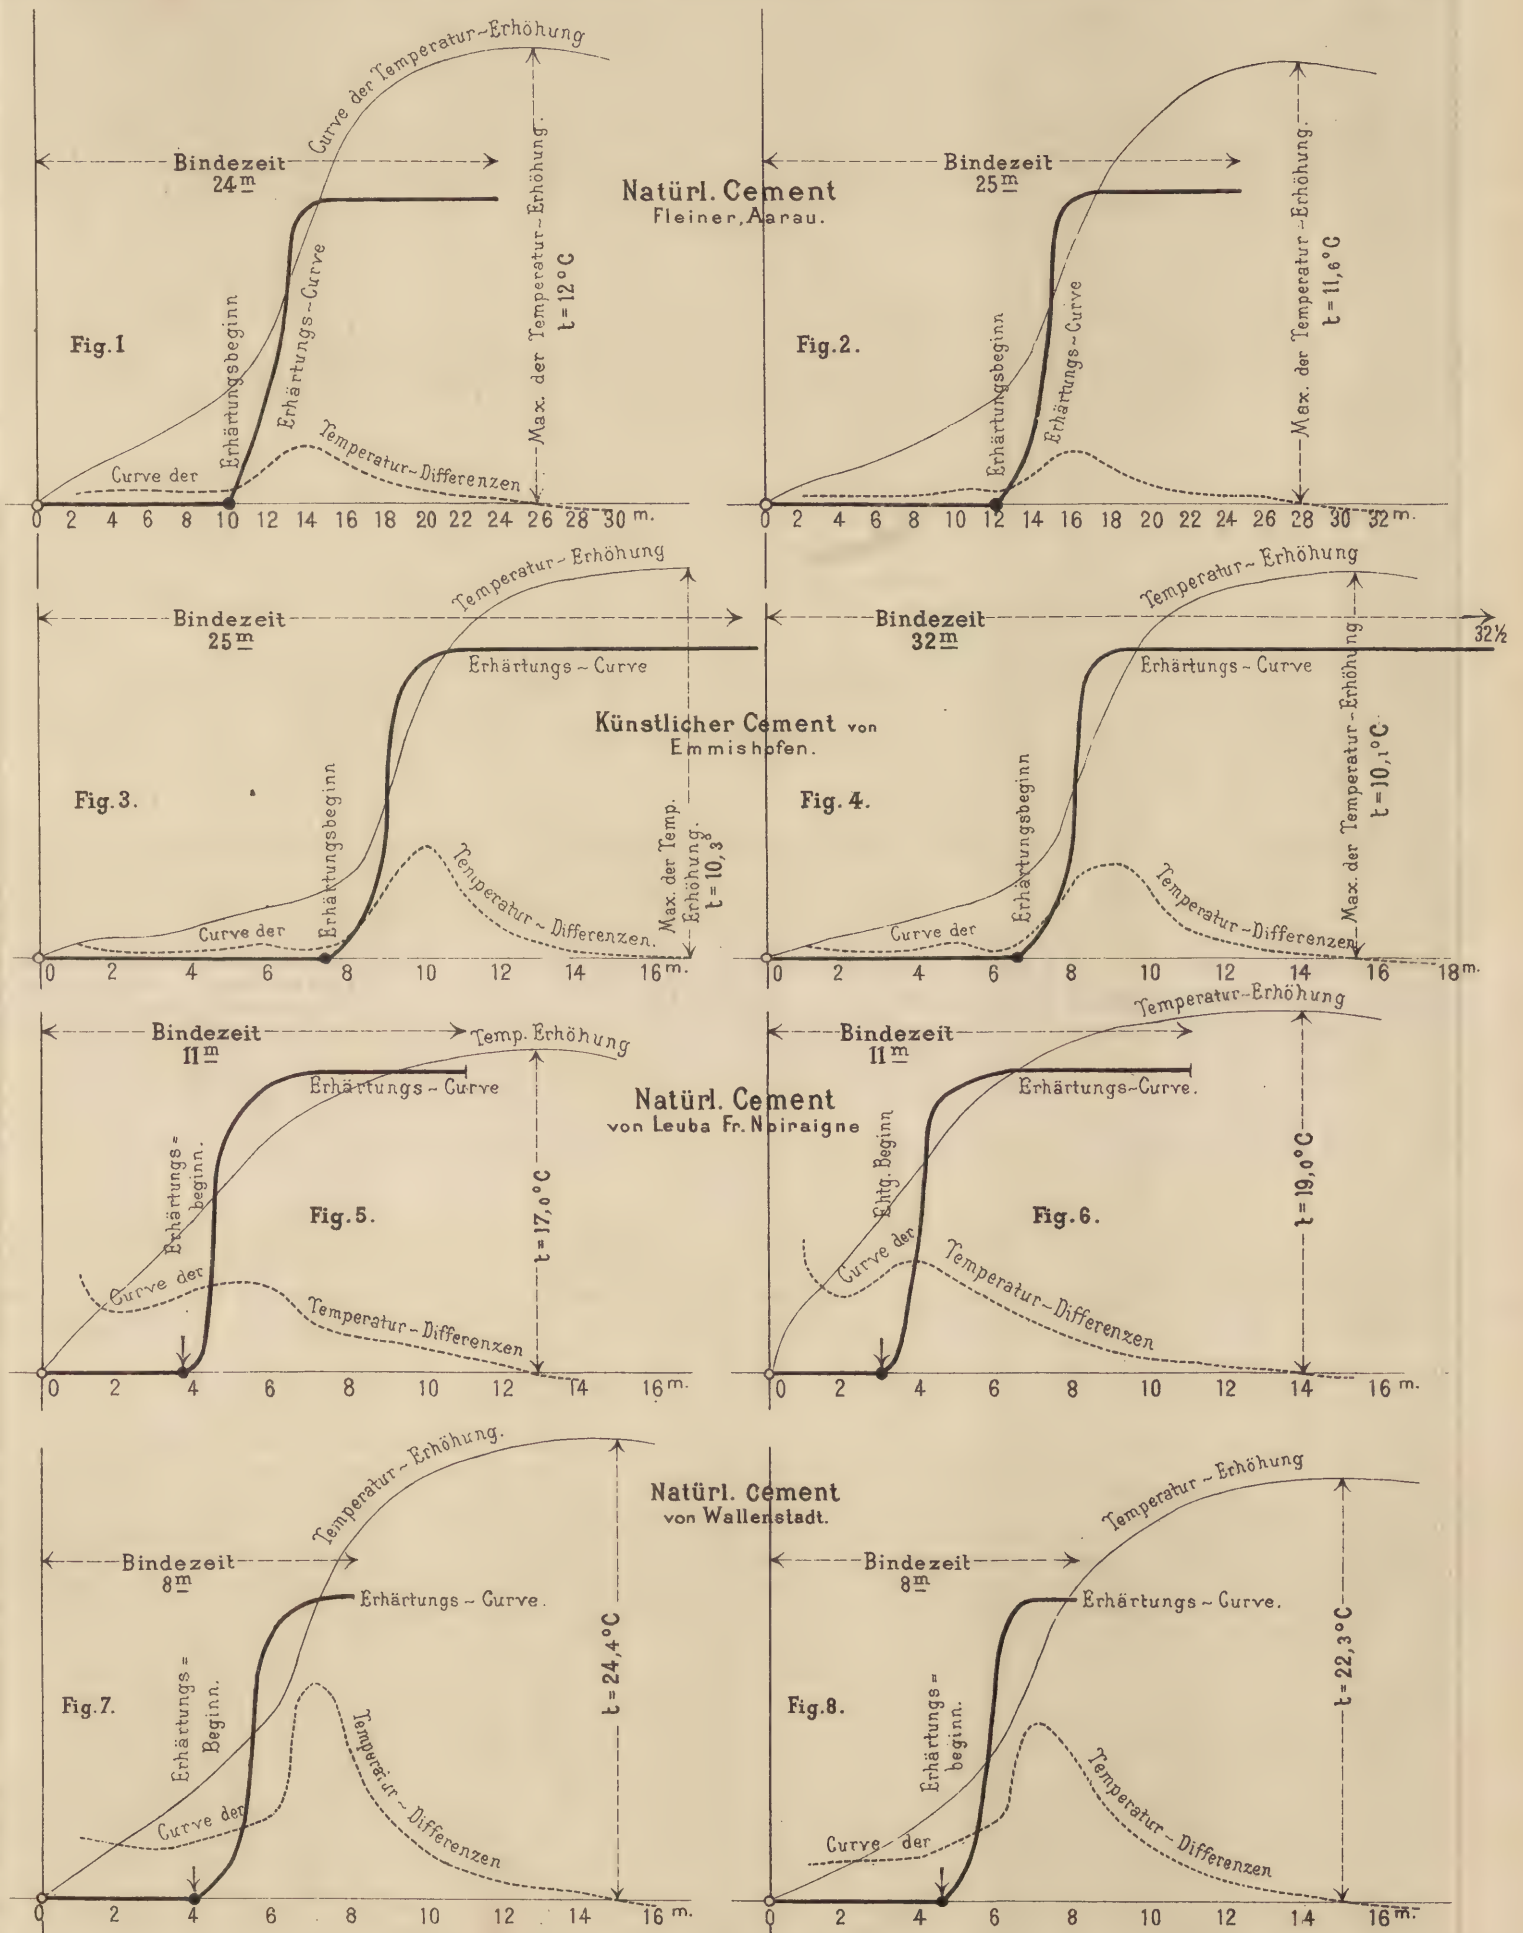 Curve der Temperatur-Erhöhung
Bindezeit
24m
Erhärtungsbeginn
Erhärtungs-Curve
Max. der Temperatur-Erhöhung.
t=12°C
Fig.1
Curve der Temperatur-Differenzen
0 2 4 6 8 10 12 14 16 18 20 22 24 26 28 30 m.
Natürl. Cement
Fleiner, Aarau.
Bindezeit
25m
Erhärtungsbeginn
Erhärtungs-Curve
Max. der Temperatur-Erhöhung.
t=11,6°C
Fig.2.
0 2 4 6 8 10 12 14 16 18 20 22 24 26 28 30 32 m.
Temperatur-Erhöhung
Bindezeit
25m
Erhärtungs-Curve
Erhärtungsbeginn
Max. der Temp.
Erhöhung.
t=10,3°
Fig.3.
Curve der Temperatur-Differenzen.
0 2 4 6 8 10 12 14 16 m.
Künstlicher Cement von
Emmishofen.
Temperatur-Erhöhung
Bindezeit
32m
32½
Erhärtungs-Curve
Erhärtungsbeginn
Max. der Temperatur-Erhöhung
t=10,1°C
Fig. 4.
Curve der Temperatur-Differenzen
0 2 4 6 8 10 12 14 16 18 m.
Bindezeit
11m
Temp. Erhöhung
Erhärtungs-Curve
Erhärtungs=
beginn.
t=17,0°C
Fig.5.
Curve der Temperatur-Differenzen
0 2 4 6 8 10 12 14 16 m.
Natürl. Cement
von Leuba Fr. Noiraigne
Temperatur-Erhöhung
Bindezeit
11m
Erhärtungs-Curve.
Ehtg. Beginn
t=19,0°C
Fig.6.
Curve der Temperatur-Differenzen
0 2 4 6 8 10 12 14 16 m.
Temperatur-Erhöhung.
Bindezeit
8m
Erhärtungs-Curve.
Erhärtungs=
Beginn.
t=24,4°C
Fig.7.
Curve der Temperatur-Differenzen
0 2 4 6 8 10 12 14 16 m.
Natürl. Cement
von Wallenstadt.
Temperatur-Erhöhung
Bindezeit
8m
Erhärtungs-Curve.
Erhärtungs=
beginn.
t=22,3°C
Fig.8.
Curve der Temperatur-Differenzen
0 2 4 6 8 10 12 14 16 m.